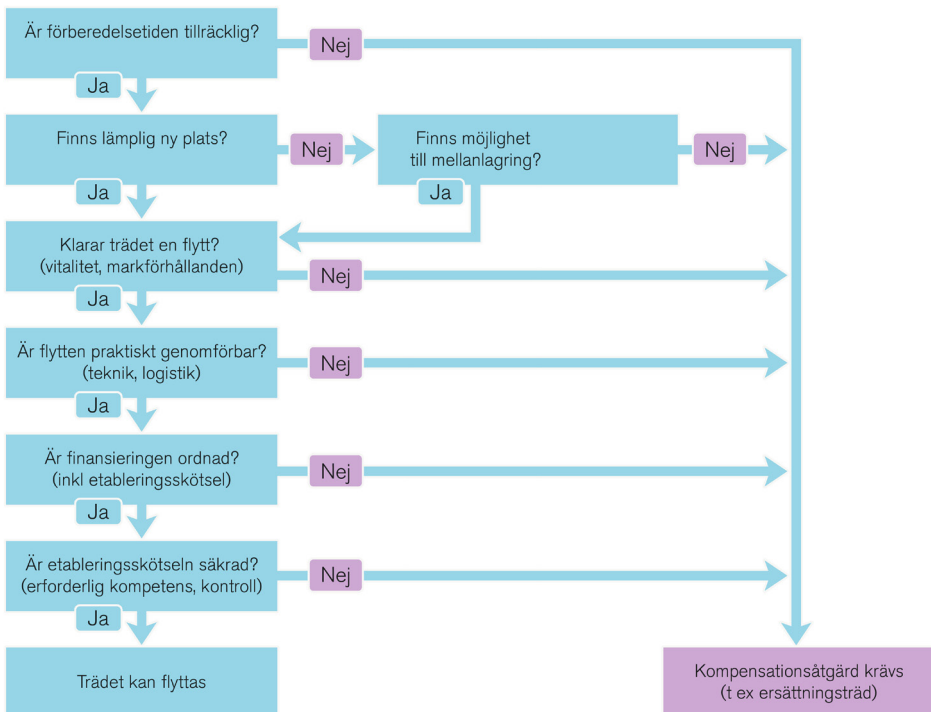 Är förberedelsetiden tillräcklig?
Nej
Ja
Finns lämplig ny plats?
Nej
Finns möjlighet
till mellanlagring?
Nej
Ja
Ja
Klarar trädet en flytt?
(vitalitet, markförhållanden)
Nej
Ja
Är flytten praktiskt genomförbar?
(teknik, logistik)
Nej
Ja
Är finansieringen ordnad?
(inkl etableringsskötsel)
Nej
Ja
Är etableringsskötseln säkrad?
(erforderlig kompetens, kontroll)
Nej
Ja
Trädet kan flyttas
Kompensationsåtgärd krävs
(t ex ersättningsträd)